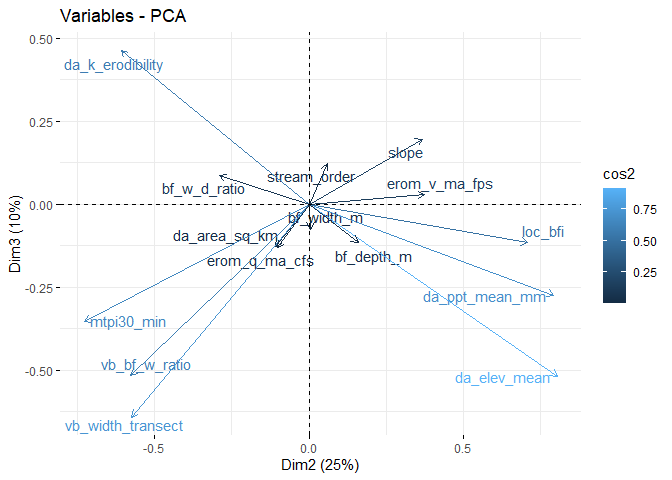 Variables - PCA
0.50
da_k_erodibility
0.25
slope
stream_order
erom_v_ma_fps
bf_w_d_ratio
0.00
bf_width_m
loc_bfi
da_area_sq_km
erom_q_ma_cfs
bf_depth_m
-0.25
da_ppt_mean_mm
mtpi30_min
vb_bf_w_ratio
-0.50
da_elev_mean
vb_width_transect
-0.5
0.0
0.5
Dim2 (25%)
Dim3 (10%)
cos2
0.75
0.50
0.25